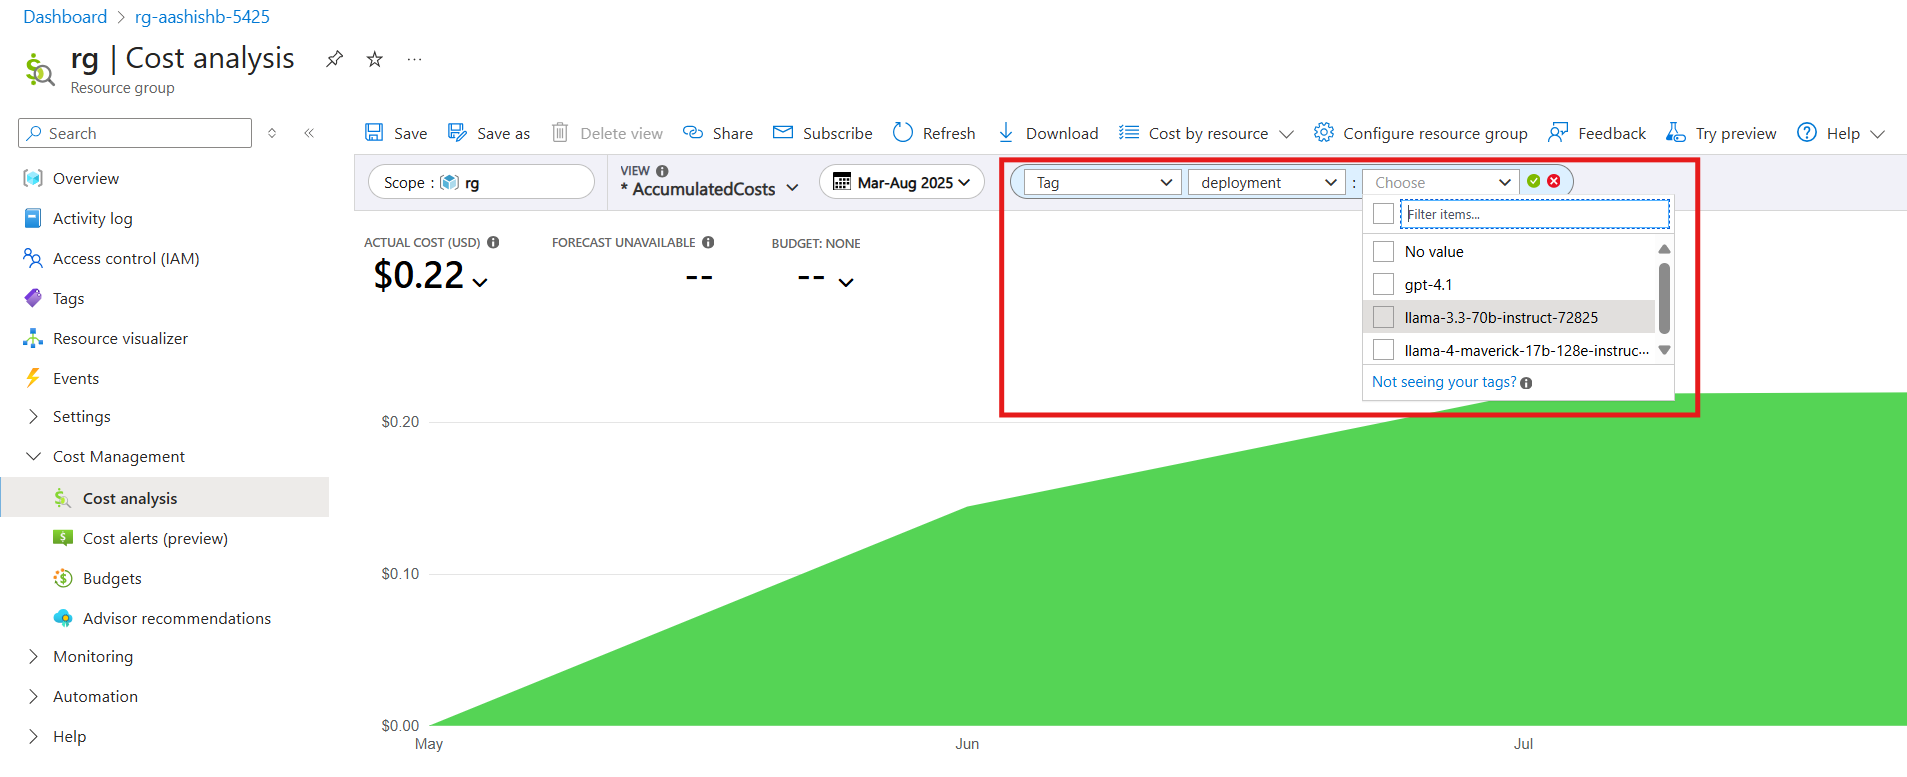 Dashboard > rg-aashishb-5425
rg | Cost analysis
Resource group
Search
Overview
Activity log
Access control (IAM)
Tags
Resource visualizer
Events
Settings
Cost Management
Cost analysis
Cost alerts (preview)
Budgets
Advisor recommendations
Monitoring
Automation
Help
Save Save as Delete view Share Subscribe Refresh Download Cost by resource Configure resource group Feedback Try preview Help
Scope : rg
VIEW
* AccumulatedCosts
Mar-Aug 2025
Tag deployment : Choose
Filter items...
No value
gpt-4.1
llama-3.3-70b-instruct-72825
llama-4-maverick-17b-128e-instruc...
Not seeing your tags?
ACTUAL COST (USD) FORECAST UNAVAILABLE BUDGET: NONE
$0.22 -- --
$0.20
$0.10
$0.00
May Jun Jul